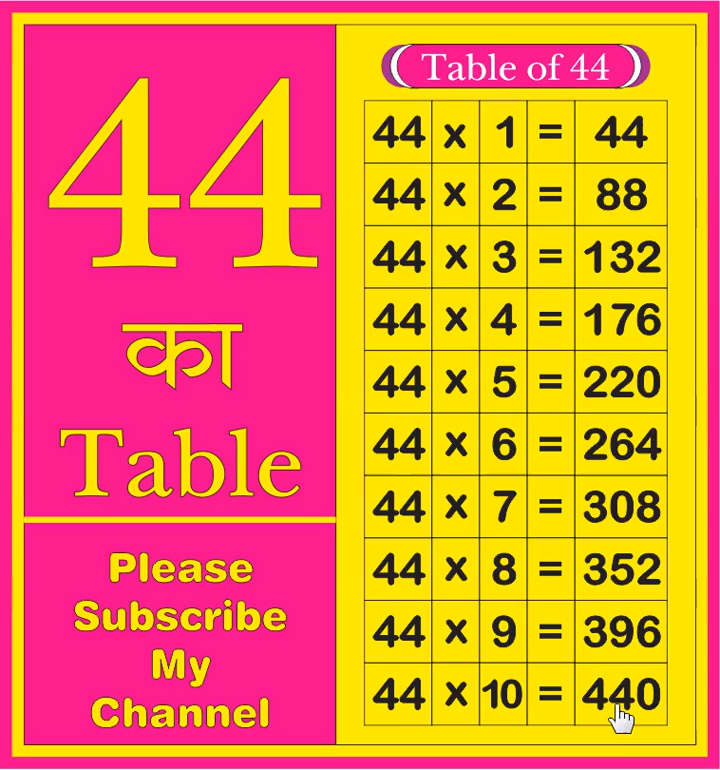 44
का
Table
Please
Subscribe
My
Channel
Table of 44
44 x 1 = 44
44 x 2 = 88
44 x 3 = 132
44 x 4 = 176
44 x 5 = 220
44 x 6 = 264
44 x 7 = 308
44 x 8 = 352
44 x 9 = 396
44 x 10 = 440